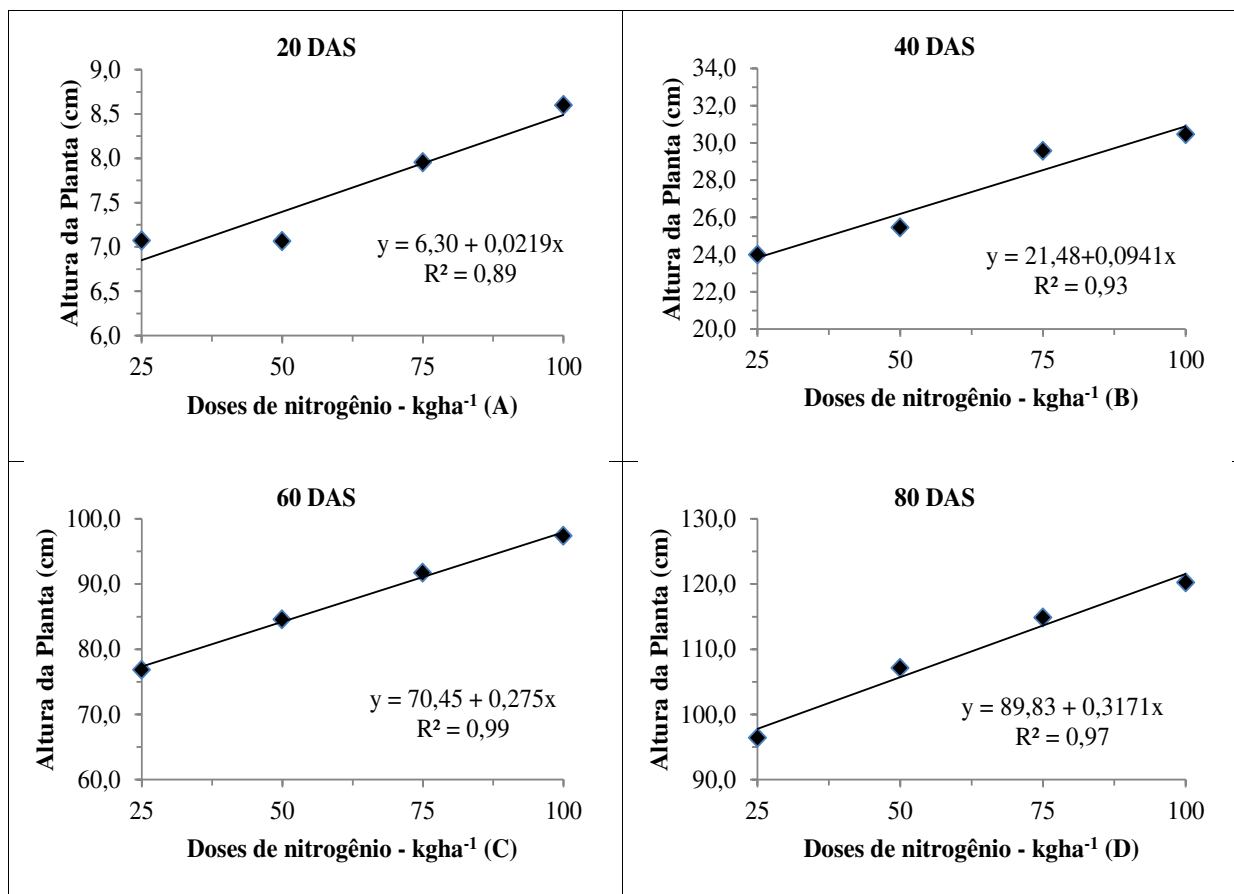 20 DAS
Altura da Planta (cm)
9,0
8,5
8,0
7,5
7,0
6,5
6,0
y = 6,30 + 0,0219x
R² = 0,89
25 50 75 100
Doses de nitrogênio - kgha⁻¹ (A)
40 DAS
Altura da Planta (cm)
34,0
32,0
30,0
28,0
26,0
24,0
22,0
20,0
y = 21,48+0,0941x
R² = 0,93
25 50 75 100
Doses de nitrogênio - kgha⁻¹ (B)
60 DAS
Altura da Planta (cm)
100,0
90,0
80,0
70,0
60,0
y = 70,45 + 0,275x
R² = 0,99
25 50 75 100
Doses de nitrogênio - kgha⁻¹ (C)
80 DAS
Altura da Planta (cm)
130,0
120,0
110,0
100,0
90,0
y = 89,83 + 0,3171x
R² = 0,97
25 50 75 100
Doses de nitrogênio - kgha⁻¹ (D)